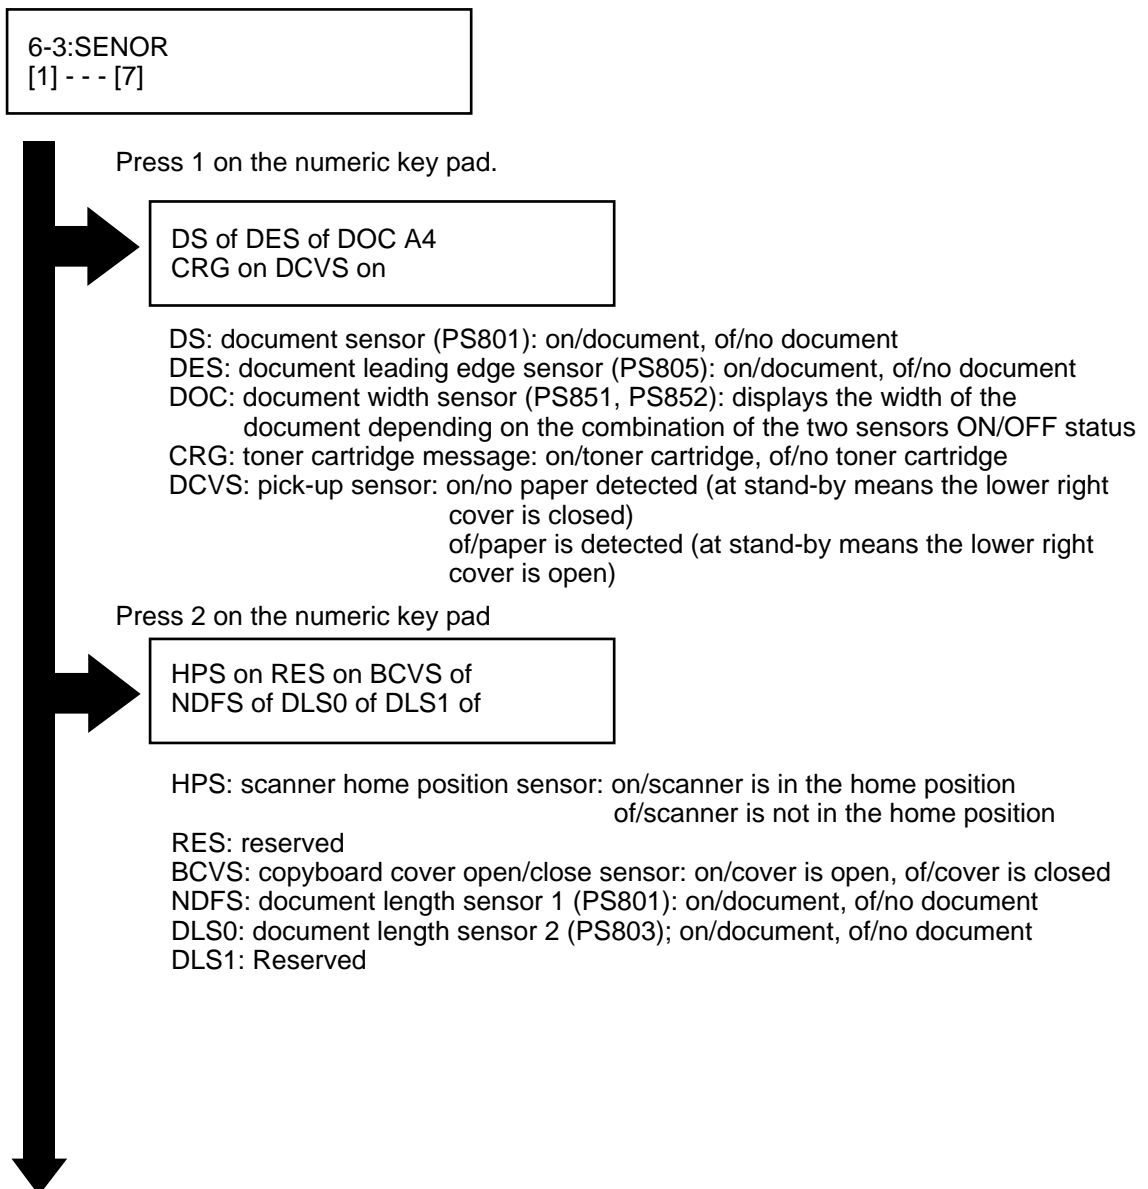 6-3:SENOR
[1] - - - [7]
Press 1 on the numeric key pad.
DS of DES of DOC A4
CRG on DCVS on
DS: document sensor (PS801): on/document, of/no document
DES: document leading edge sensor (PS805): on/document, of/no document
DOC: document width sensor (PS851, PS852): displays the width of the
document depending on the combination of the two sensors ON/OFF status
CRG: toner cartridge message: on/toner cartridge, of/no toner cartridge
DCVS: pick-up sensor: on/no paper detected (at stand-by means the lower right
cover is closed)
of/paper is detected (at stand-by means the lower right
cover is open)
Press 2 on the numeric key pad
HPS on RES on BCVS of
NDFS of DLS0 of DLS1 of
HPS: scanner home position sensor: on/scanner is in the home position
of/scanner is not in the home position
RES: reserved
BCVS: copyboard cover open/close sensor: on/cover is open, of/cover is closed
NDFS: document length sensor 1 (PS801): on/document, of/no document
DLS0: document length sensor 2 (PS803); on/document, of/no document
DLS1: Reserved